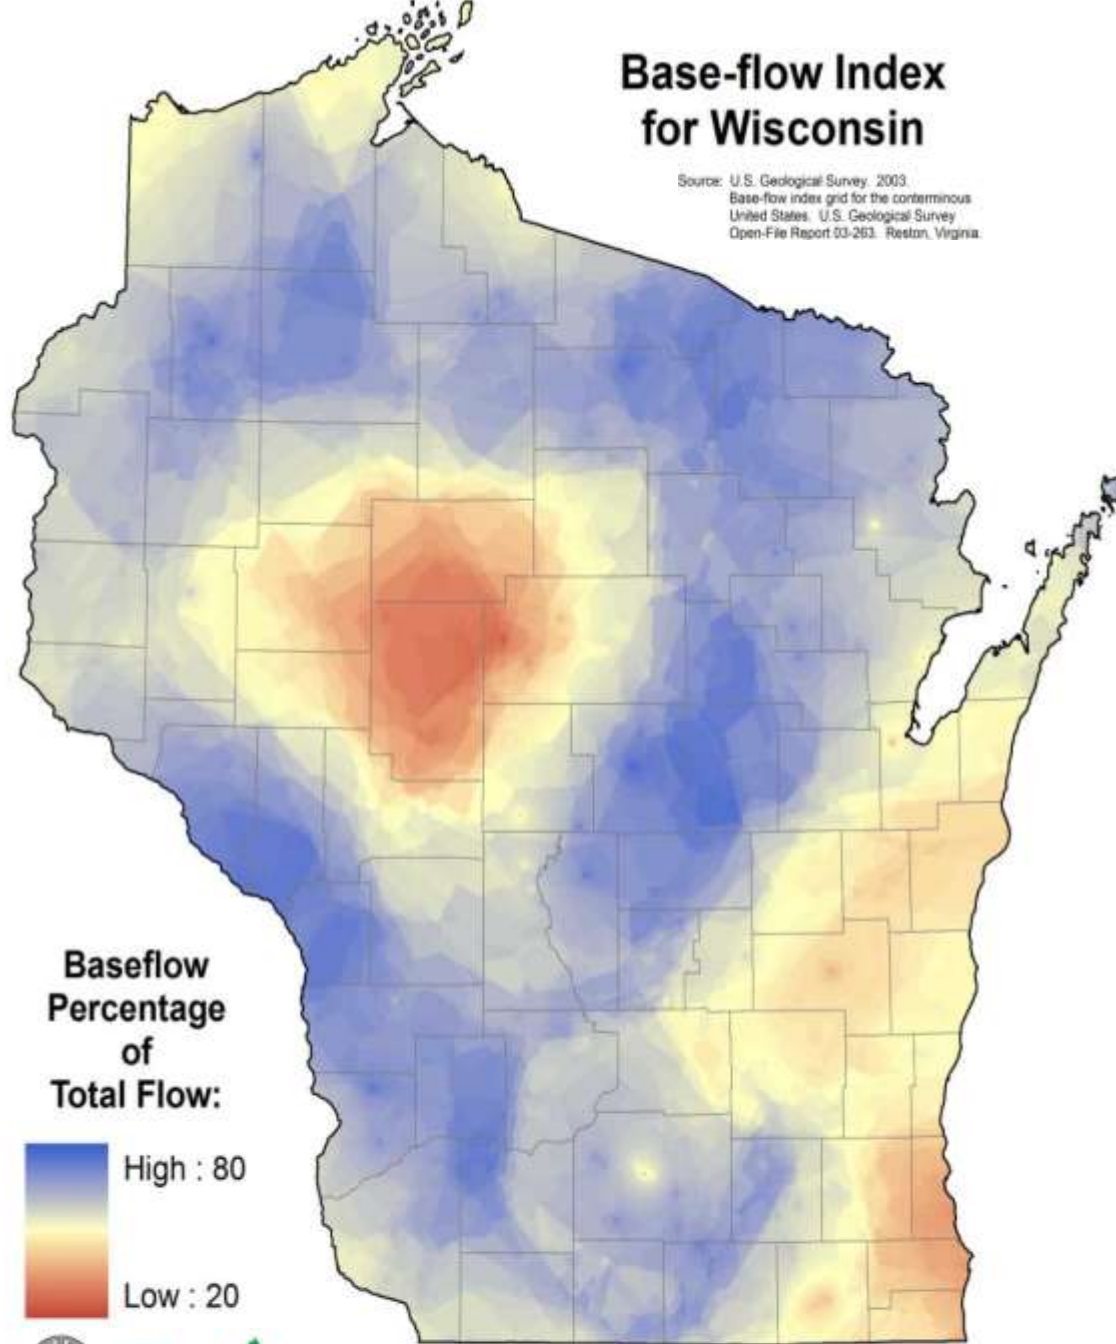 Base-flow Index
for Wisconsin
Source: U.S. Geological Survey. 2003.
Base-flow index grid for the conterminous
United States. U.S. Geological Survey
Open-File Report 03-263. Reston, Virginia.
Baseflow
Percentage
of
Total Flow:
High : 80
Low : 20